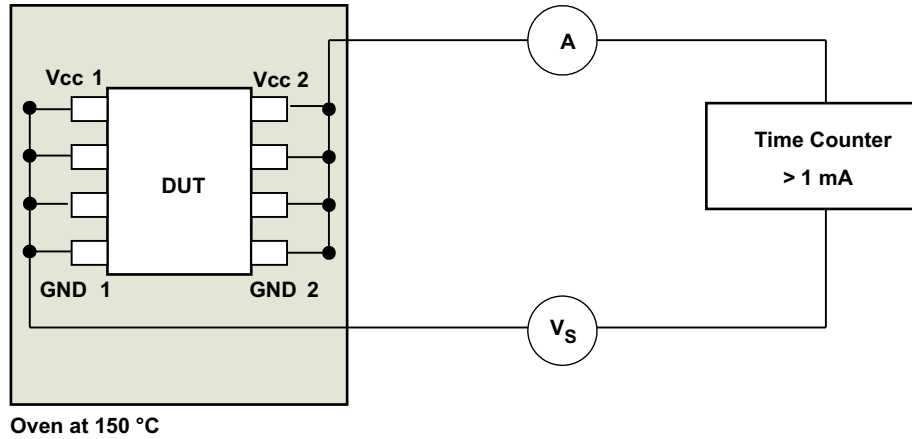 A
Vcc 1
Vcc 2
Time Counter
> 1 mA
DUT
GND 1
GND 2
VS
Oven at 150 °C